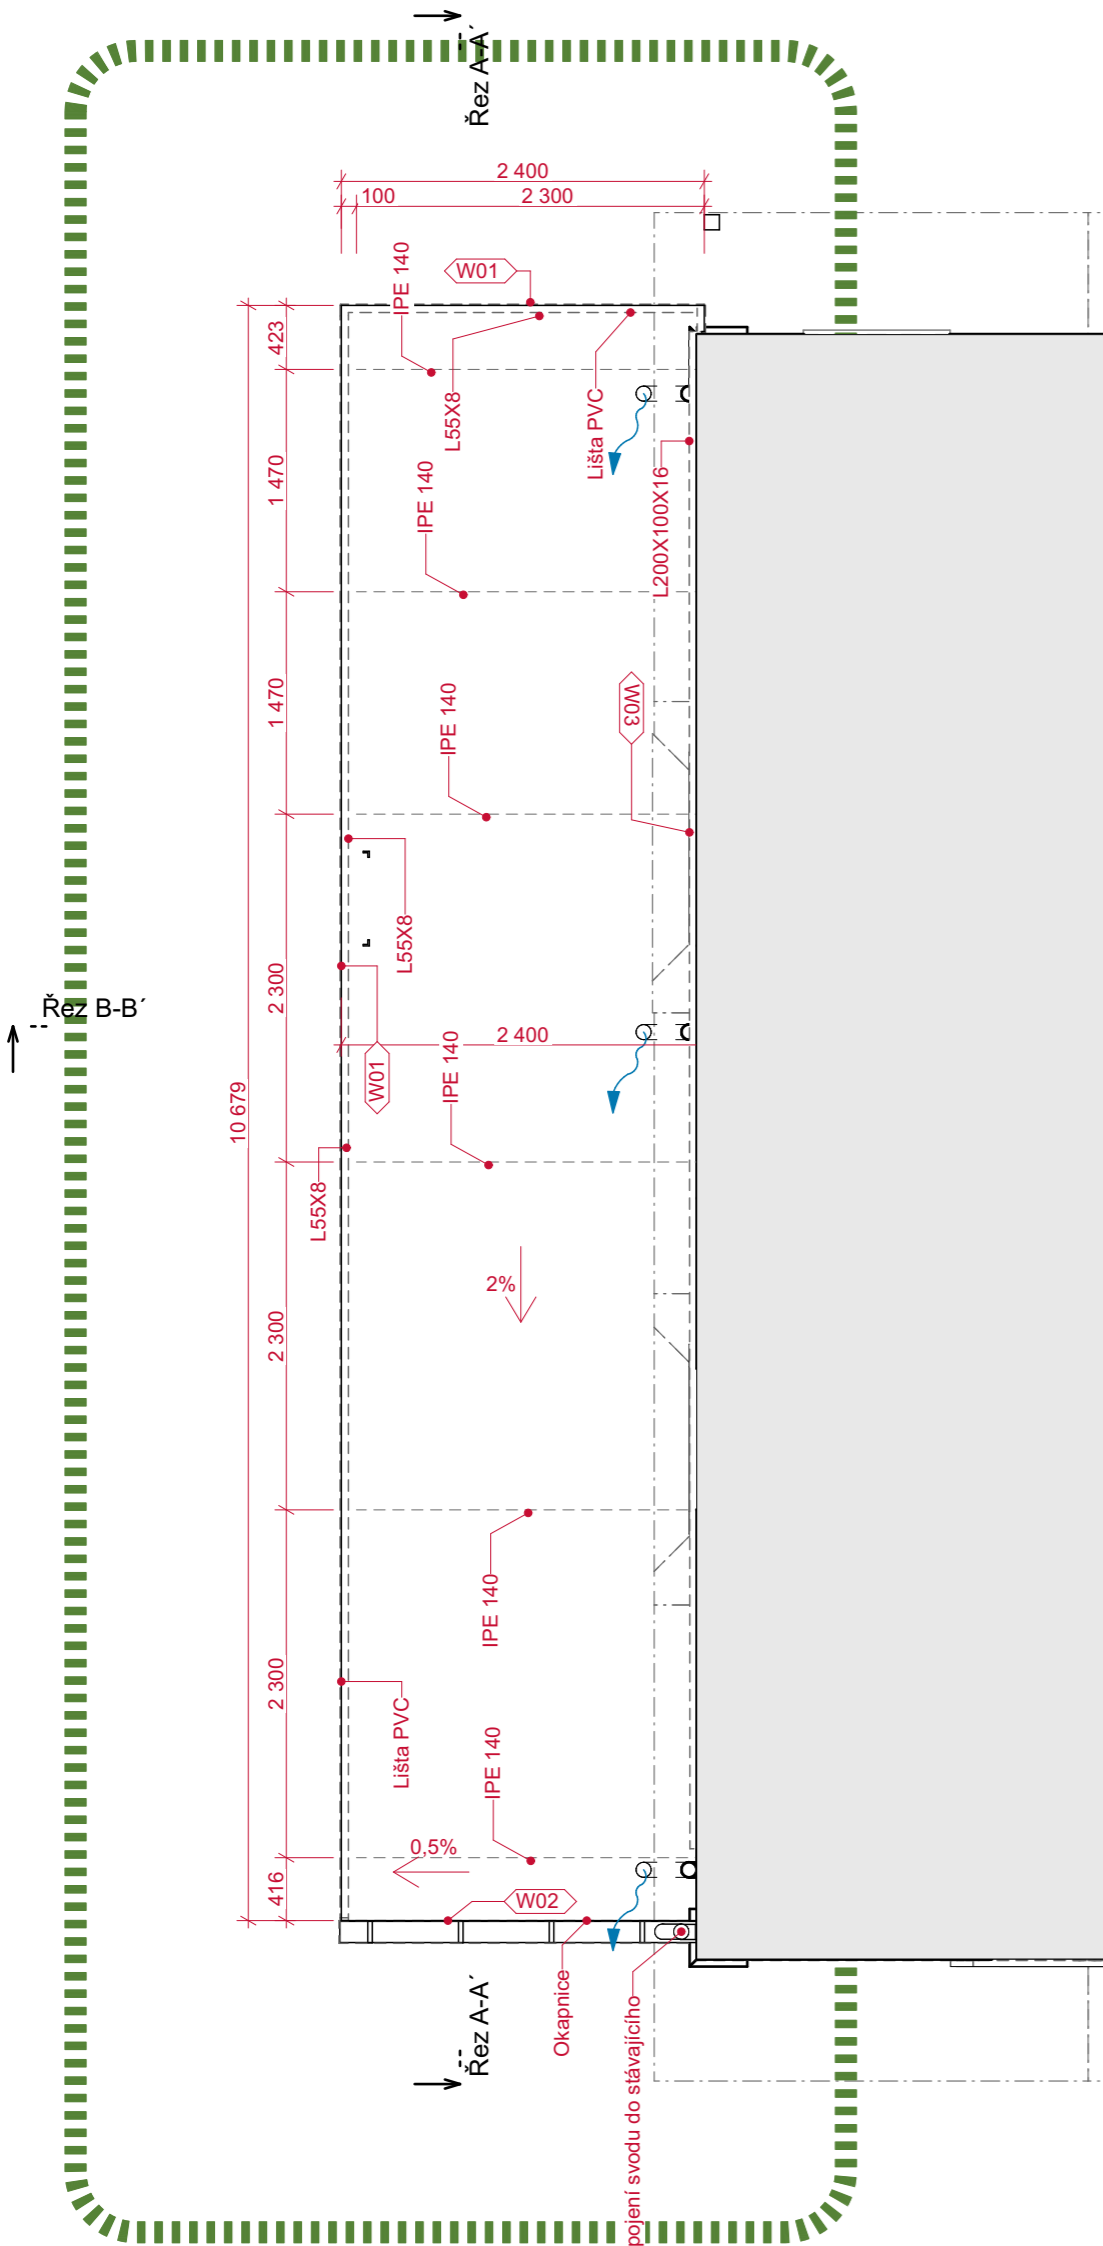 Řez A-A´
2 400
100
2 300
W01
IPE 140
L55X8
Lišta PVC
423
1 470
IPE 140
L200X100X16
1 470
IPE 140
W03
L55X8
2 300
Řez B-B´
2 400
W01
IPE 140
10 679
L55X8
2%
2 300
IPE 140
2 300
Lišta PVC
IPE 140
0,5%
416
W02
Okapnice
pojení svodu do stávajícího
Řez A-A´